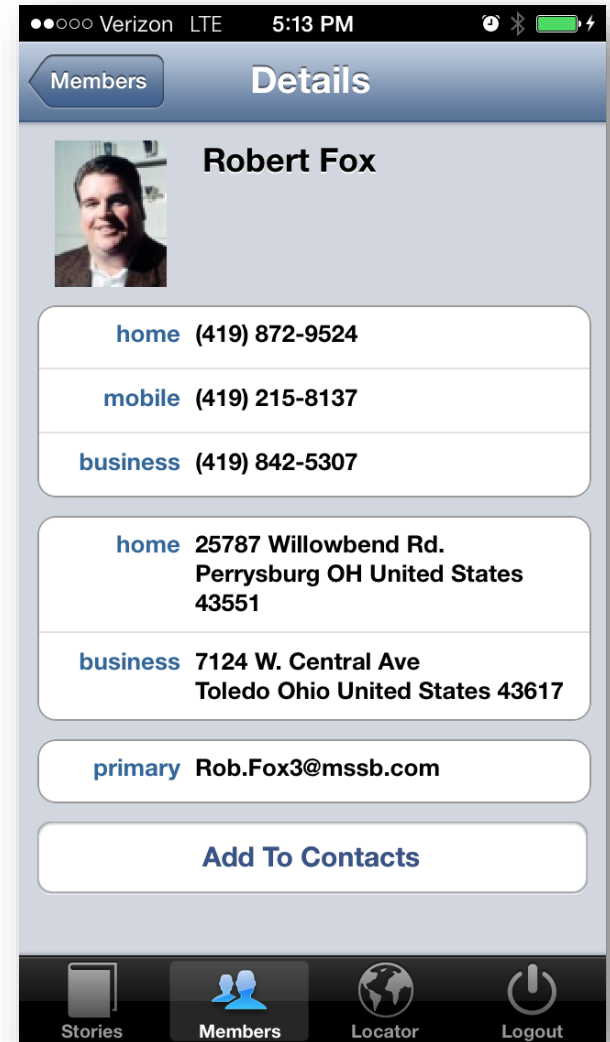 Verizon LTE 5:13 PM
Members Details
Robert Fox
home (419) 872-9524
mobile (419) 215-8137
business (419) 842-5307
home 25787 Willowbend Rd.
Perrysburg OH United States
43551
business 7124 W. Central Ave
Toledo Ohio United States 43617
primary Rob.Fox3@mssb.com
Add To Contacts
Stories Members Locator Logout